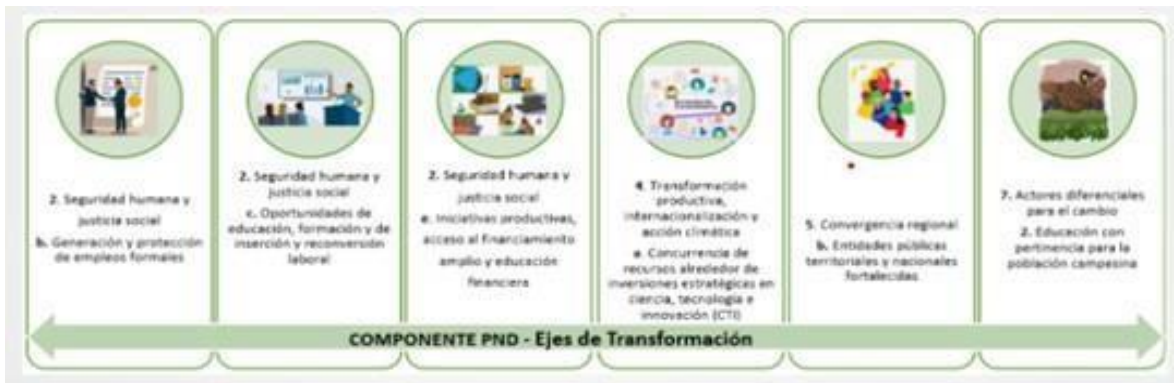 2. Seguridad humana y
justicia social
b. Generación y protección
de empleos formales
2. Seguridad humana y
justicia social
c. Oportunidades de
educación, formación y de
inserción y reconversión
laboral
2. Seguridad humana y
justicia social
e. Iniciativas productivas,
acceso al financiamiento
amplio y educación
financiera
4. Transformación
productiva,
internacionalización y
acción climática
a. Concurrencia de
recursos alrededor de
inversiones estratégicas en
ciencia, tecnología e
innovación (CTI)
5. Convergencia regional
b. Entidades públicas
territoriales y nacionales
fortalecidas
7. Actores diferenciales
para el cambio
2. Educación con
pertinencia para la
población campesina
COMPONENTE PND - Ejes de Transformación